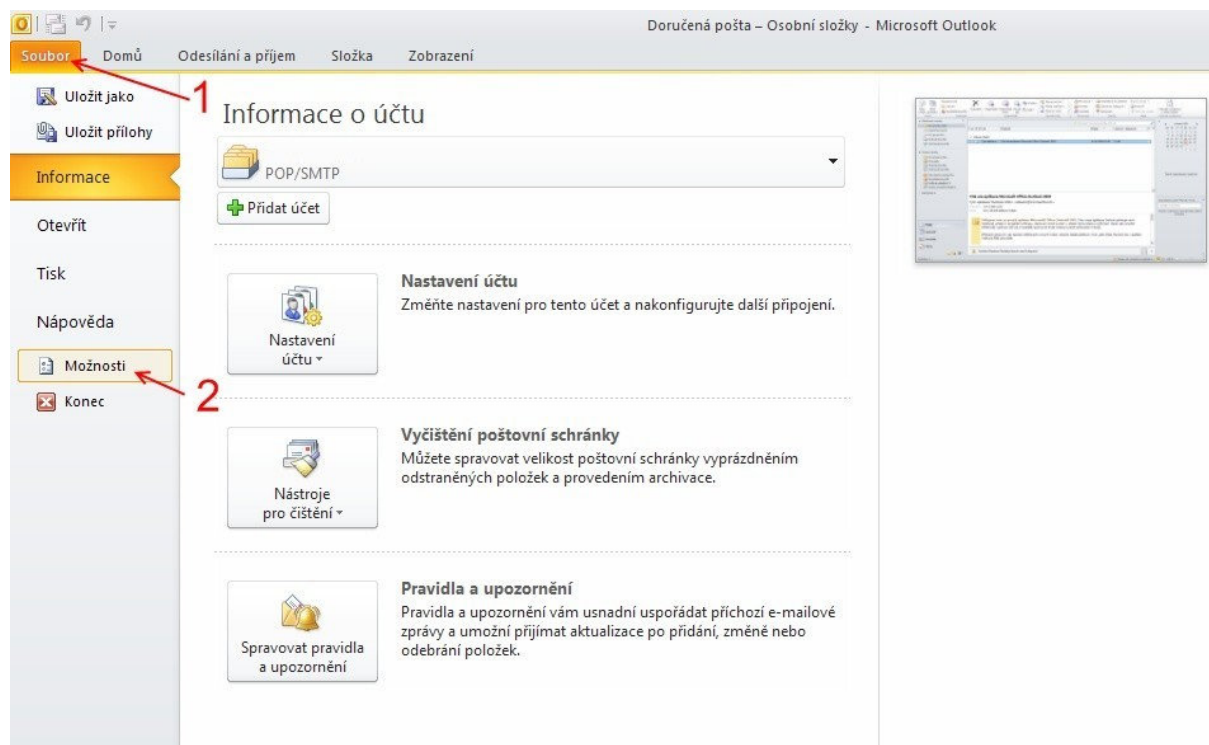 Doručená pošta – Osobní složky - Microsoft Outlook
Soubor Domů Odesílání a příjem Složka Zobrazení
1
Uložit jako
Uložit přílohy
Informace
Otevřít
Tisk
Nápověda
Možnosti
2
Konec
Informace o účtu
POP/SMTP
Přidat účet
Nastavení
účtu
Nastavení účtu
Změňte nastavení pro tento účet a nakonfigurujte další připojení.
Nástroje
pro čištění
Vyčištění poštovní schránky
Můžete spravovat velikost poštovní schránky vyprázdněním
odstraněných položek a provedením archivace.
Spravovat pravidla
a upozornění
Pravidla a upozornění
Pravidla a upozornění vám usnadní uspořádat příchozí e-mailové
zprávy a umožní přijímat aktualizace po přidání, změně nebo
odebrání položek.